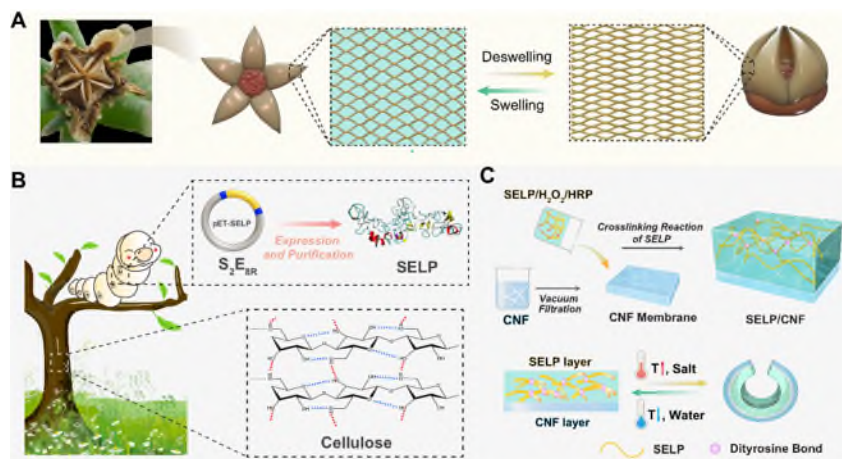 A
Deswelling
Swelling
B
pET-SELP
S₂E₈R
Expression
and Purification
SELP
Cellulose
C
SELP/H₂O₂/HRP
Crosslinking Reaction
of SELP
CNF
Vacuum
Filtration
CNF Membrane
SELP/CNF
SELP layer
CNF layer
T↑, Salt
T↓, Water
SELP
Dityrosine Bond